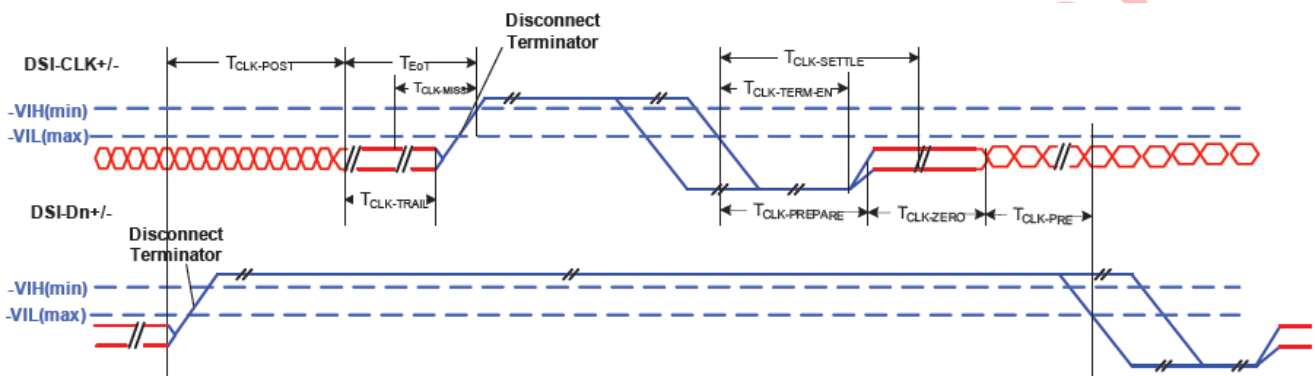 Disconnect
Terminator
DSI-CLK+/-
TCLK-POST
TEoT
TCLK-SETTLE
TCLK-MISS
TCLK-TERM-EN
-VIH(min)
-VIL(max)
TCLK-TRAIL
TCLK-PREPARE
TCLK-ZERO
TCLK-PRE
DSI-Dn+/-
Disconnect
Terminator
-VIH(min)
-VIL(max)